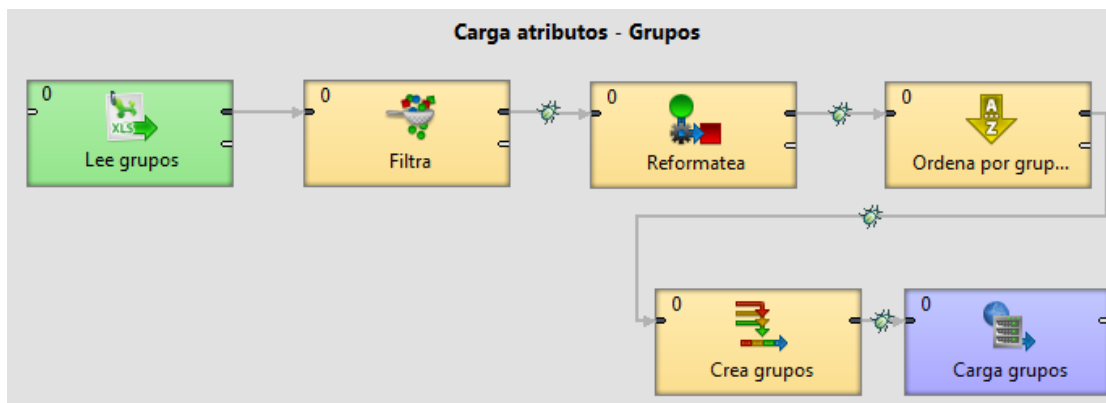 Carga atributos - Grupos
0
XLS
Lee grupos
0
Filtra
0
Reformatea
0
A
Z
Ordena por grup...
0
Crea grupos
0
Carga grupos